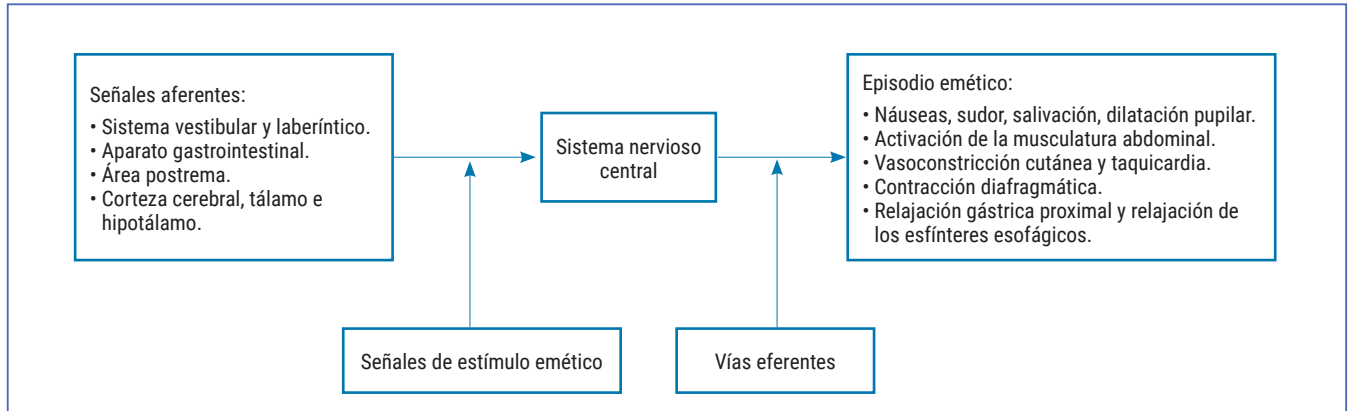 Señales aferentes:
• Sistema vestibular y laberíntico.
• Aparato gastrointestinal.
• Área postrema.
• Corteza cerebral, tálamo e
hipotálamo.
Sistema nervioso
central
Episodio emético:
• Náuseas, sudor, salivación, dilatación pupilar.
• Activación de la musculatura abdominal.
• Vasoconstricción cutánea y taquicardia.
• Contracción diafragmática.
• Relajación gástrica proximal y relajación de
los esfínteres esofágicos.
Señales de estímulo emético
Vías eferentes